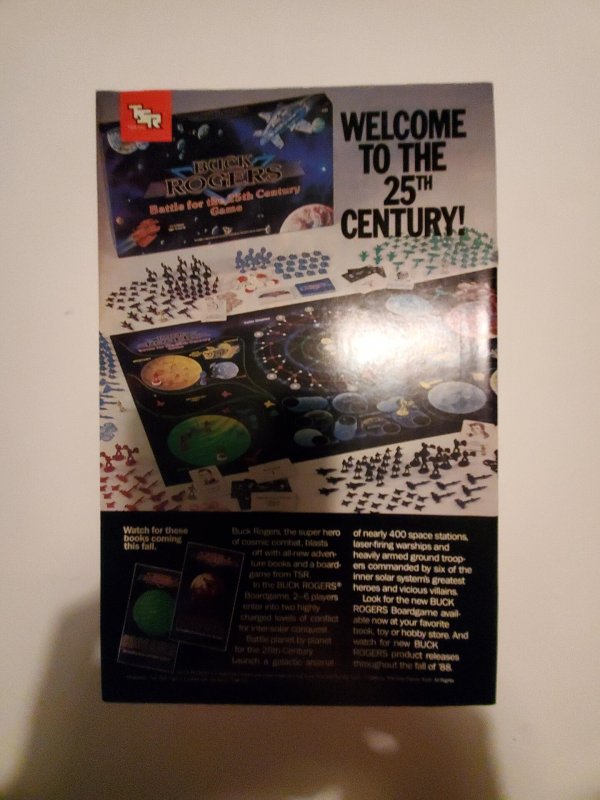 TSR
WELCOME
TO THE
25TH
CENTURY!
BUCK
ROGERS
Battle for the 25th Century
Game
Watch for these
books coming
this fall.
Buck Rogers, the super hero
of cosmic combat, blasts
off with all-new adven-
ture books and a board-
game from TSR.
In the BUCK ROGERS®
Boardgame, 2–6 players
enter into two highly
charged levels of conflict
for inter-solar conquest.
Battle planet by planet
for the 25th Century.
Launch a galactic arsenal
of nearly 400 space stations,
laser-firing warships and
heavily armed ground troop-
ers commanded by six of the
inner solar system's greatest
heroes and vicious villains.
Look for the new BUCK
ROGERS Boardgame avail-
able now at your favorite
book, toy or hobby store. And
watch for new BUCK
ROGERS product releases
throughout the fall of '88.